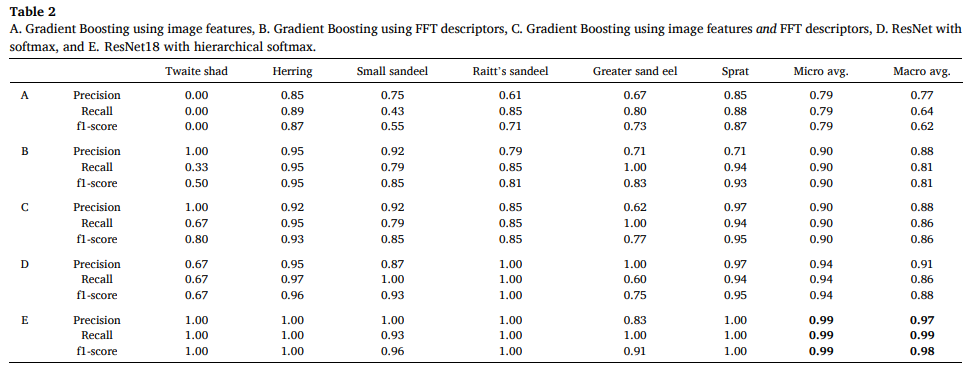 Table 2
A. Gradient Boosting using image features, B. Gradient Boosting using FFT descriptors, C. Gradient Boosting using image features and FFT descriptors, D. ResNet with
softmax, and E. ResNet18 with hierarchical softmax.
Twaite shad Herring Small sandeel Raitt's sandeel Greater sand eel Sprat Micro avg. Macro avg.
A Precision 0.00 0.85 0.75 0.61 0.67 0.85 0.79 0.77
Recall 0.00 0.89 0.43 0.85 0.80 0.88 0.79 0.64
f1-score 0.00 0.87 0.55 0.71 0.73 0.87 0.79 0.62
B Precision 1.00 0.95 0.92 0.79 0.71 0.71 0.90 0.88
Recall 0.33 0.95 0.79 0.85 1.00 0.94 0.90 0.81
f1-score 0.50 0.95 0.85 0.81 0.83 0.93 0.90 0.81
C Precision 1.00 0.92 0.92 0.85 0.62 0.97 0.90 0.88
Recall 0.67 0.95 0.79 0.85 1.00 0.94 0.90 0.86
f1-score 0.80 0.93 0.85 0.85 0.77 0.95 0.90 0.86
D Precision 0.67 0.95 0.87 1.00 1.00 0.97 0.94 0.91
Recall 0.67 0.97 1.00 1.00 0.60 0.94 0.94 0.86
f1-score 0.67 0.96 0.93 1.00 0.75 0.95 0.94 0.88
E Precision 1.00 1.00 1.00 1.00 0.83 1.00 0.99 0.97
Recall 1.00 1.00 0.93 1.00 1.00 1.00 0.99 0.99
f1-score 1.00 1.00 0.96 1.00 0.91 1.00 0.99 0.98